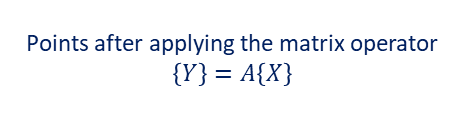 Points after applying the matrix operator
{Y} = A{X}